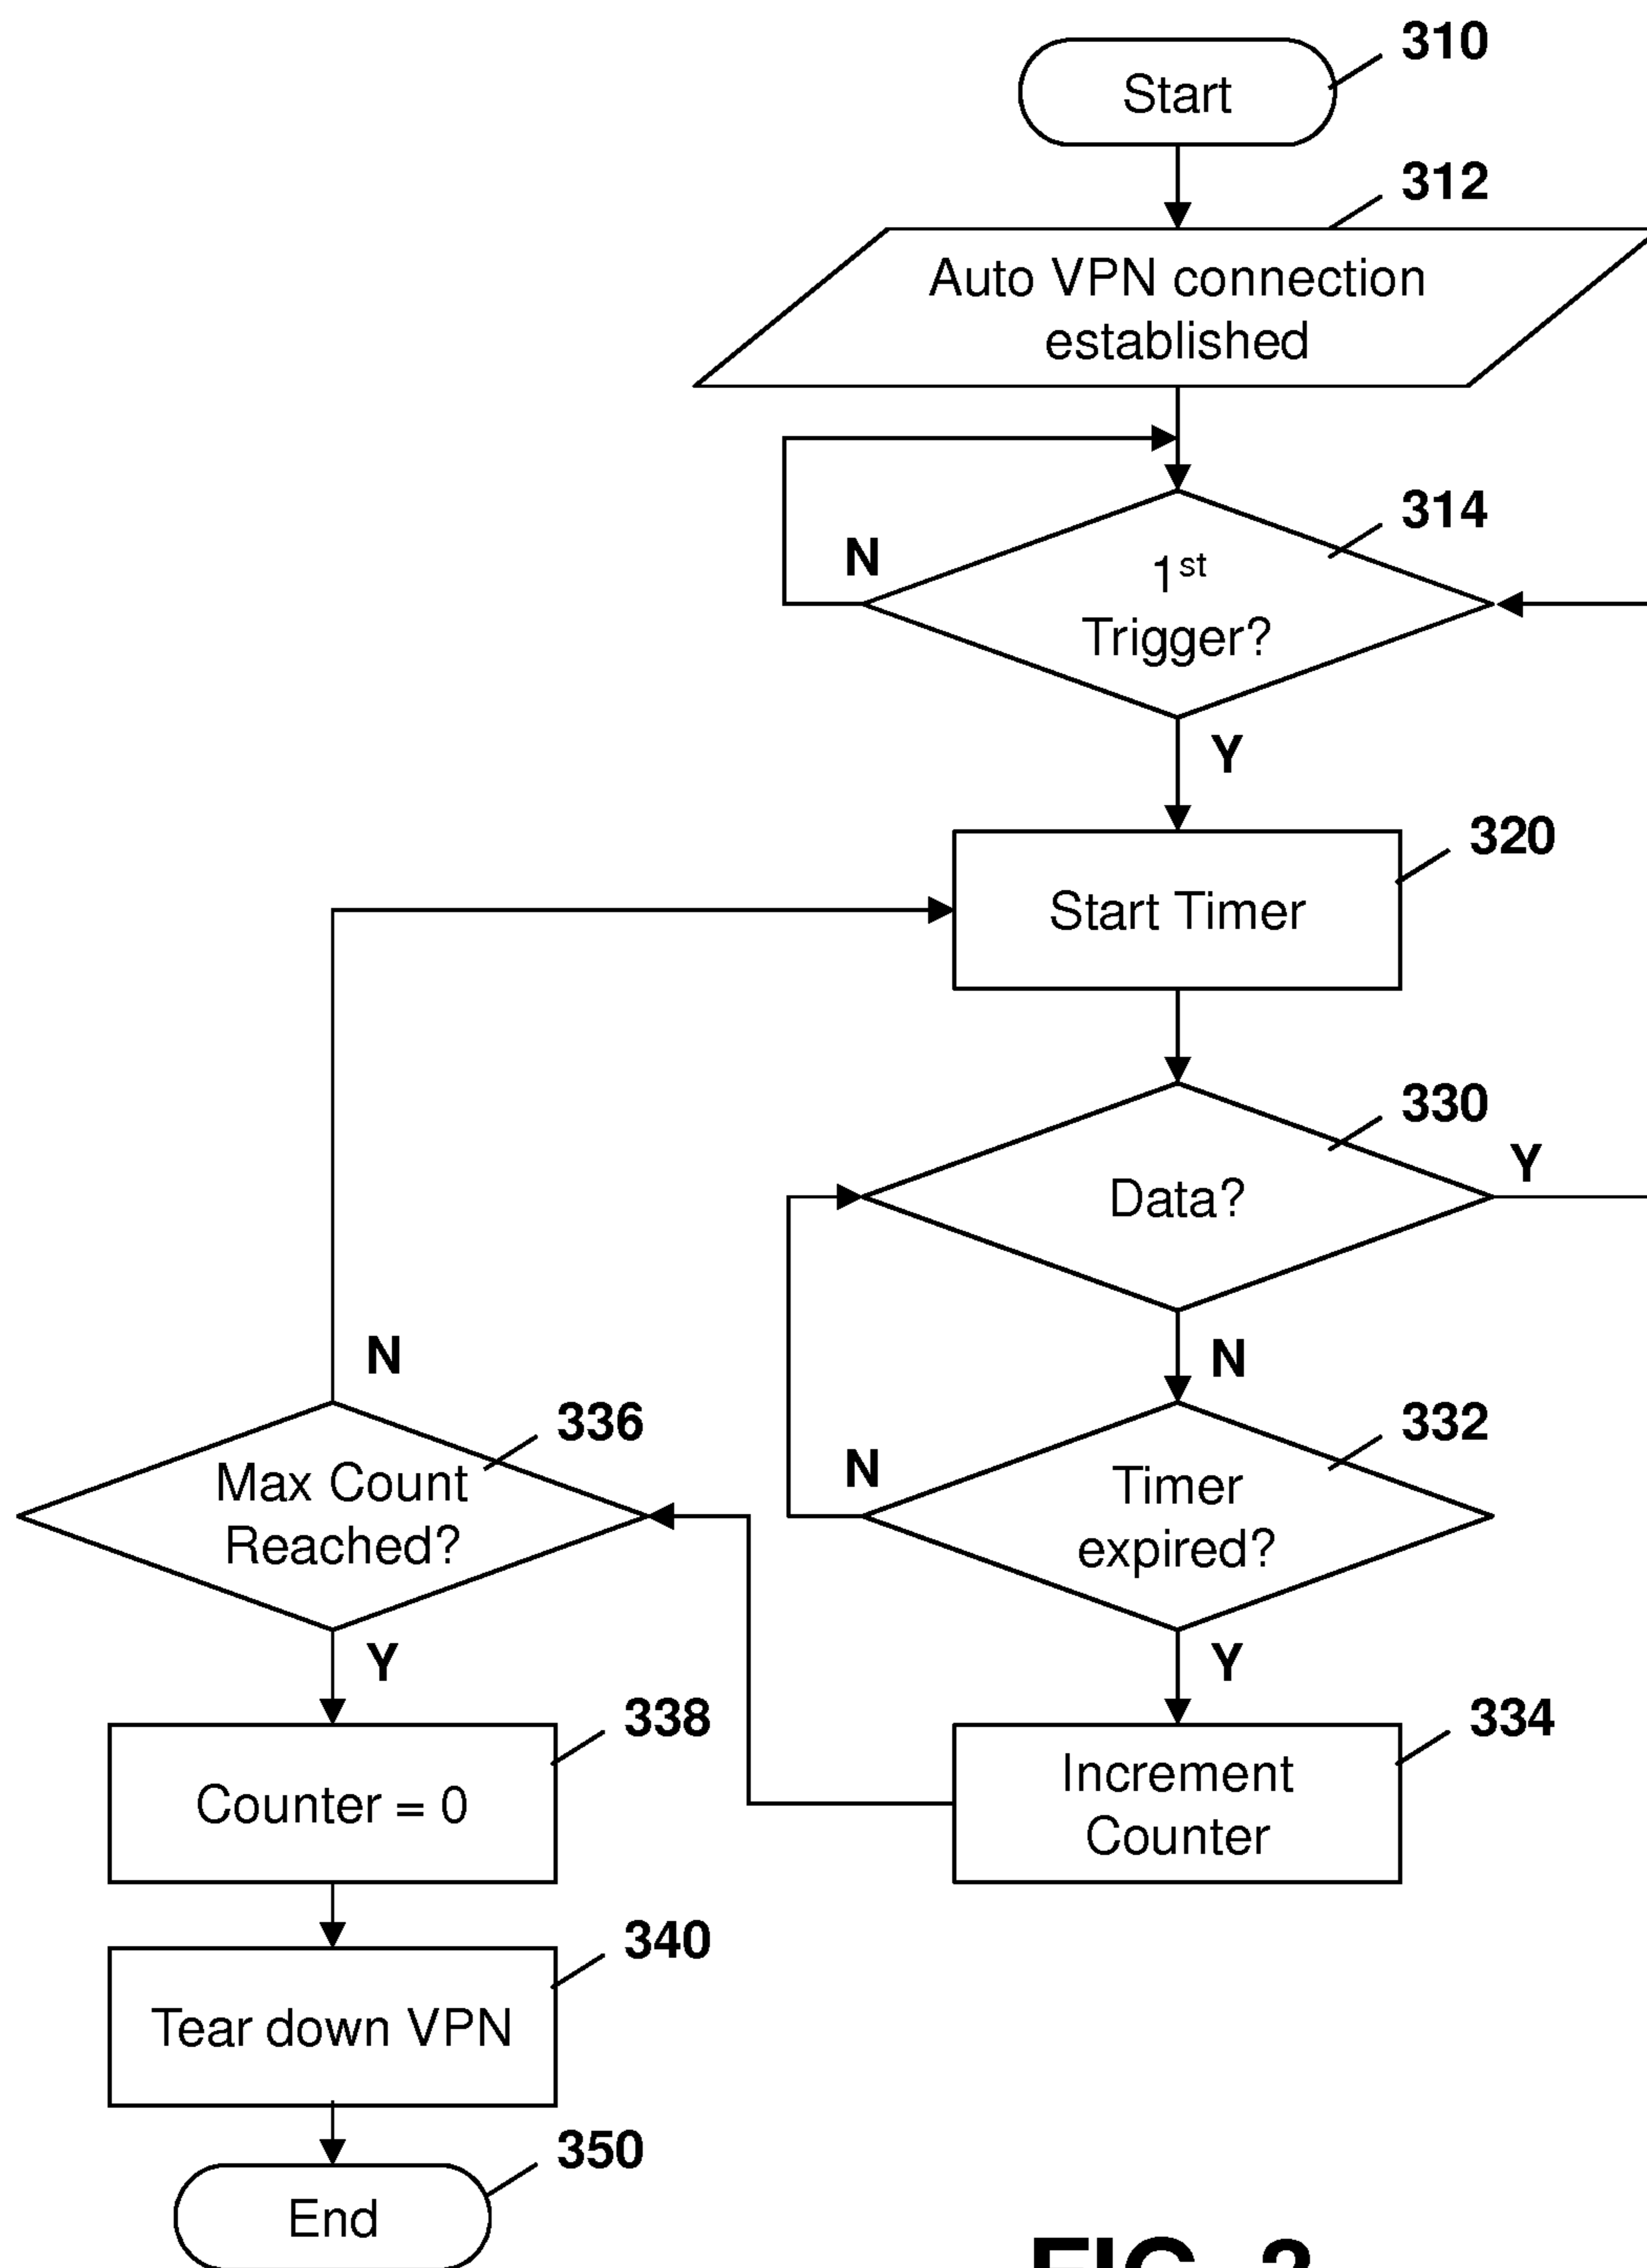 310
Start
312
Auto VPN connection
established
314
N
1st
Trigger?
Y
320
Start Timer
330
Y
Data?
N
N
336
332
Max Count
Reached?
N
Timer
expired?
Y
Y
338
334
Counter = 0
Increment
Counter
340
Tear down VPN
350
End
FIG.